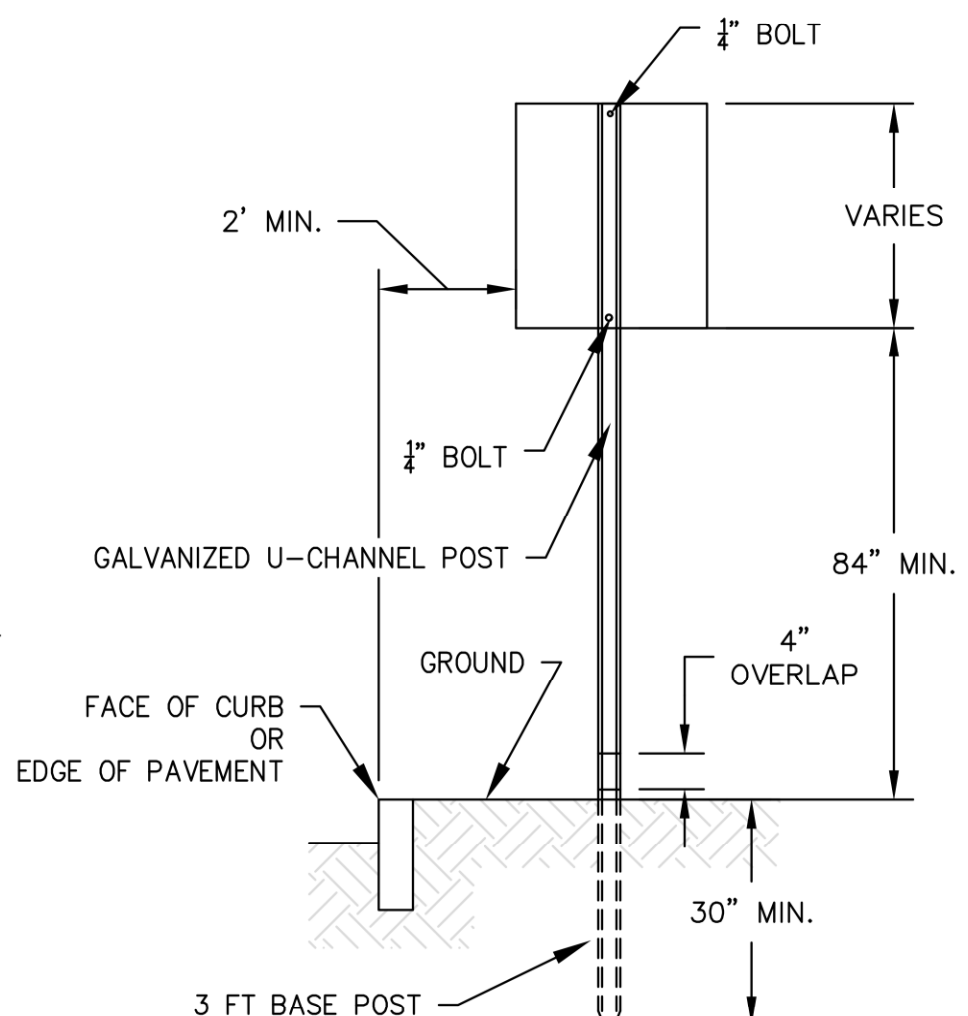 ¼” BOLT
2’ MIN.
VARIES
¼” BOLT
GALVANIZED U-CHANNEL POST
84” MIN.
4”
OVERLAP
GROUND
FACE OF CURB
OR
EDGE OF PAVEMENT
30” MIN.
3 FT BASE POST